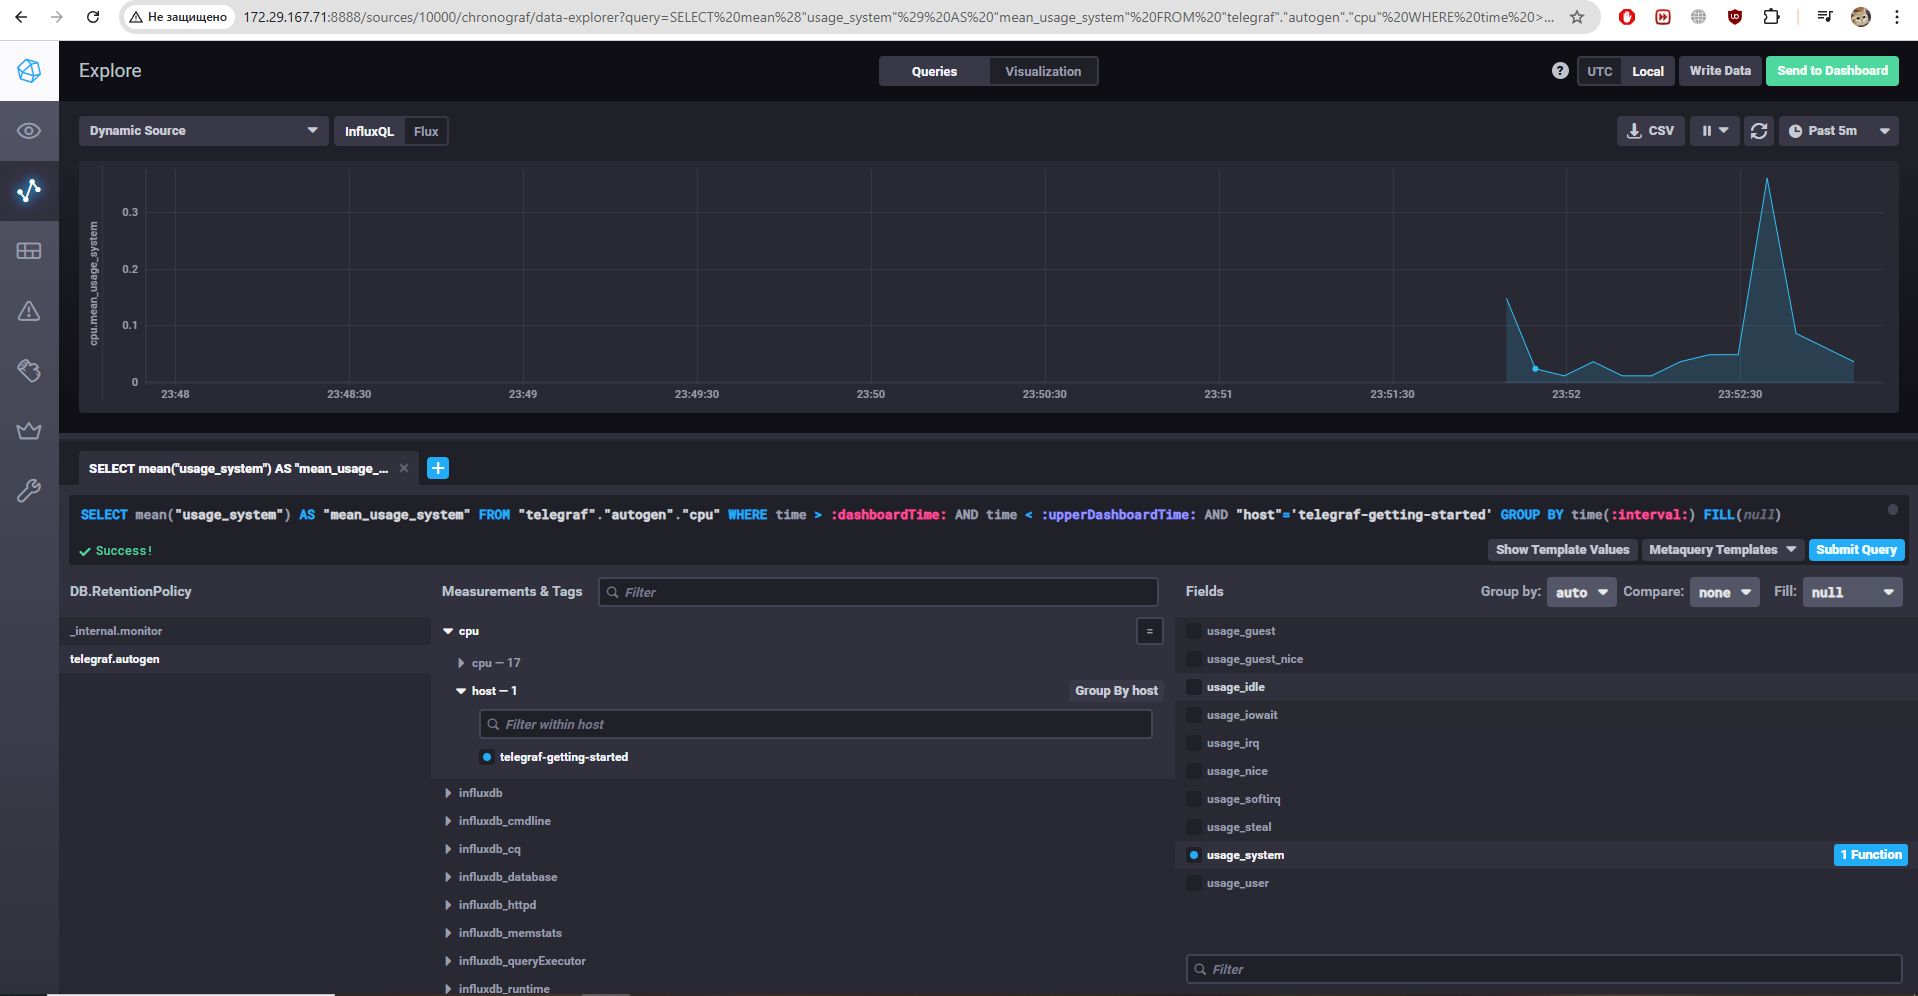 Не защищено
172.29.167.71:8888/sources/10000/chronograf/data-explorer?query=SELECT%20mean%28"usage_system"%29%20AS%20"mean_usage_system"%20FROM%20"telegraf"."autogen"."cpu"%20WHERE%20time%20>...
Explore
Queries
Visualization
?
UTC
Local
Write Data
Send to Dashboard
Dynamic Source
InfluxQL
Flux
CSV
Past 5m
cpu.mean_usage_system
0.3
0.2
0.1
0
23:48
23:48:30
23:49
23:49:30
23:50
23:50:30
23:51
23:51:30
23:52
23:52:30
SELECT mean("usage_system") AS "mean_usage_...
SELECT mean("usage_system") AS "mean_usage_system" FROM "telegraf"."autogen"."cpu" WHERE time > :dashboardTime: AND time < :upperDashboardTime: AND "host"='telegraf-getting-started' GROUP BY time(:interval:) FILL(null)
Success!
Show Template Values
Metaquery Templates
Submit Query
DB.RetentionPolicy
_internal.monitor
telegraf.autogen
Measurements & Tags
Filter
cpu
=
cpu — 17
host — 1
Group By host
Filter within host
telegraf-getting-started
influxdb
influxdb_cmdline
influxdb_cq
influxdb_database
influxdb_httpd
influxdb_memstats
influxdb_queryExecutor
influxdb_runtime
Fields
Group by:
auto
Compare:
none
Fill:
null
usage_guest
usage_guest_nice
usage_idle
usage_iowait
usage_irq
usage_nice
usage_softirq
usage_steal
usage_system
1 Function
usage_user
Filter